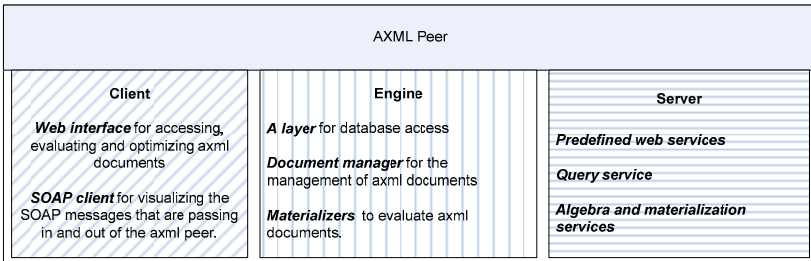 AXML Peer
Client
Web interface for accessing,
evaluating and optimizing axml
documents
SOAP client for visualizing the
SOAP messages that are passing
in and out of the axml peer.
Engine
A layer for database access
Document manager for the
management of axml documents
Materializers to evaluate axml
documents.
Server
Predefined web services
Query service
Algebra and materialization
services